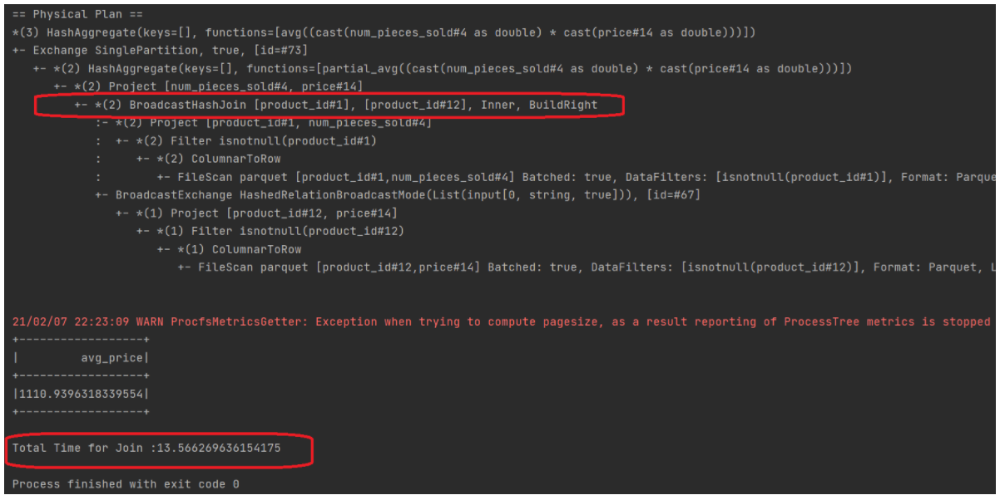 == Physical Plan ==
*(3) HashAggregate(keys=[], functions=[avg((cast(num_pieces_sold#4 as double) * cast(price#14 as double)))])
+- Exchange SinglePartition, true, [id=#73]
   +- *(2) HashAggregate(keys=[], functions=[partial_avg((cast(num_pieces_sold#4 as double) * cast(price#14 as double)))])
      +- *(2) Project [num_pieces_sold#4, price#14]
         +- *(2) BroadcastHashJoin [product_id#1], [product_id#12], Inner, BuildRight
            :- *(2) Project [product_id#1, num_pieces_sold#4]
            :  +- *(2) Filter isnotnull(product_id#1)
            :     +- *(2) ColumnarToRow
            :        +- FileScan parquet [product_id#1,num_pieces_sold#4] Batched: true, DataFilters: [isnotnull(product_id#1)], Format: Parque
            +- BroadcastExchange HashedRelationBroadcastMode(List(input[0, string, true])), [id=#67]
               +- *(1) Project [product_id#12, price#14]
                  +- *(1) Filter isnotnull(product_id#12)
                     +- *(1) ColumnarToRow
                        +- FileScan parquet [product_id#12,price#14] Batched: true, DataFilters: [isnotnull(product_id#12)], Format: Parquet, L
21/02/07 22:23:09 WARN ProcfsMetricsGetter: Exception when trying to compute pagesize, as a result reporting of ProcessTree metrics is stopped
+------------------+
|         avg_price|
+------------------+
|1110.9396318339554|
+------------------+
Total Time for Join :13.566269636154175
Process finished with exit code 0